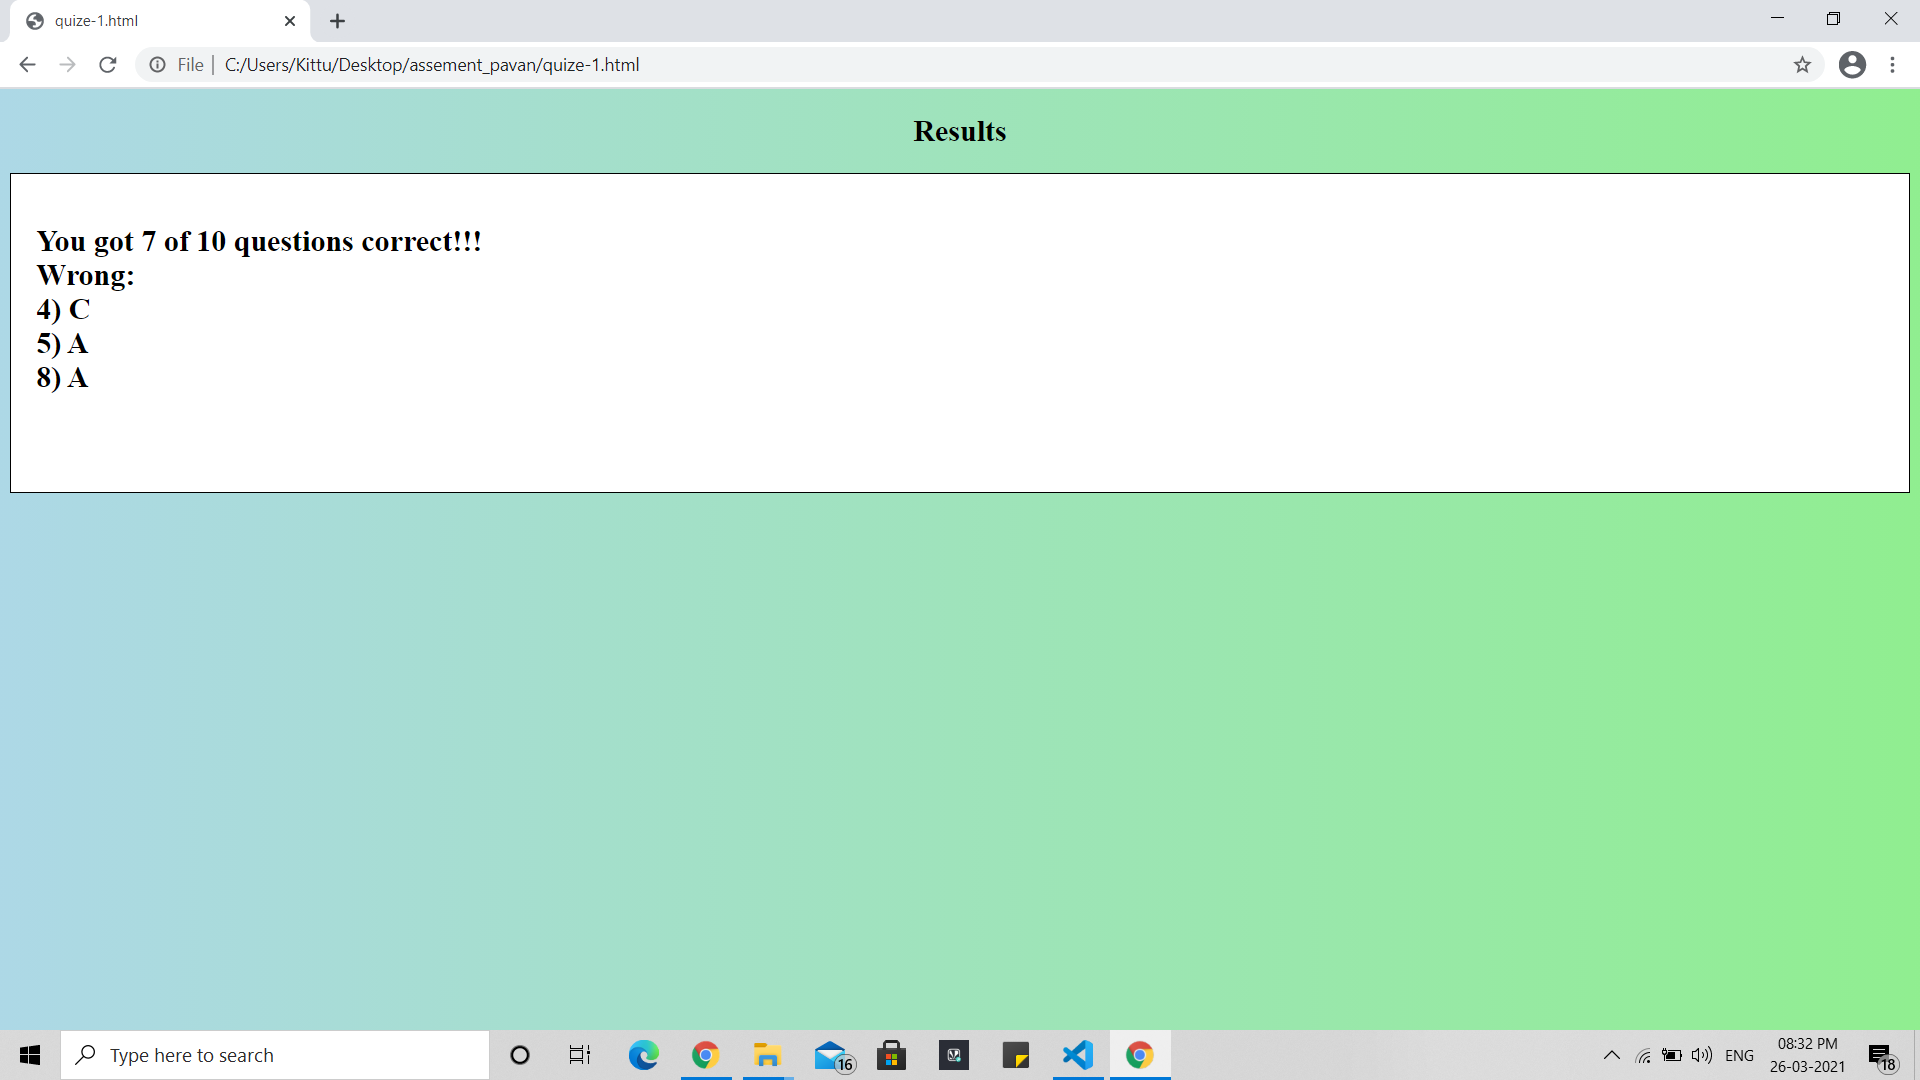 quize-1.html
File
C:/Users/Kittu/Desktop/assement_pavan/quize-1.html
Results
You got 7 of 10 questions correct!!!
Wrong:
4) C
5) A
8) A
Type here to search
16
ENG
08:32 PM
26-03-2021
18